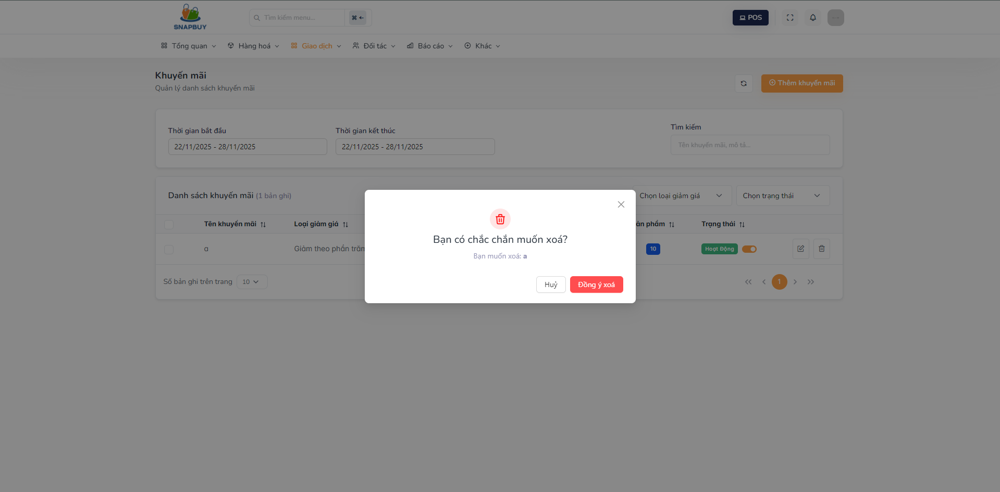 SNAPBUY
Tìm kiếm menu...
⌘
POS
Tổng quan
Hàng hoá
Giao dịch
Đối tác
Báo cáo
Khác
Khuyến mãi
Quản lý danh sách khuyến mãi
Thêm khuyến mãi
Thời gian bắt đầu
Thời gian kết thúc
Tìm kiếm
22/11/2025 - 28/11/2025
22/11/2025 - 28/11/2025
Tên khuyến mãi, mô tả...
Danh sách khuyến mãi (1 bản ghi)
Chọn loại giảm giá
Chọn trạng thái
Tên khuyến mãi
Loại giảm giá
phẩm
Trạng thái
a
Giảm theo phần trăm
10
Hoạt Động
Số bản ghi trên trang
10
1
Bạn có chắc chắn muốn xoá?
Bạn muốn xoá: a
Huỷ
Đồng ý xoá